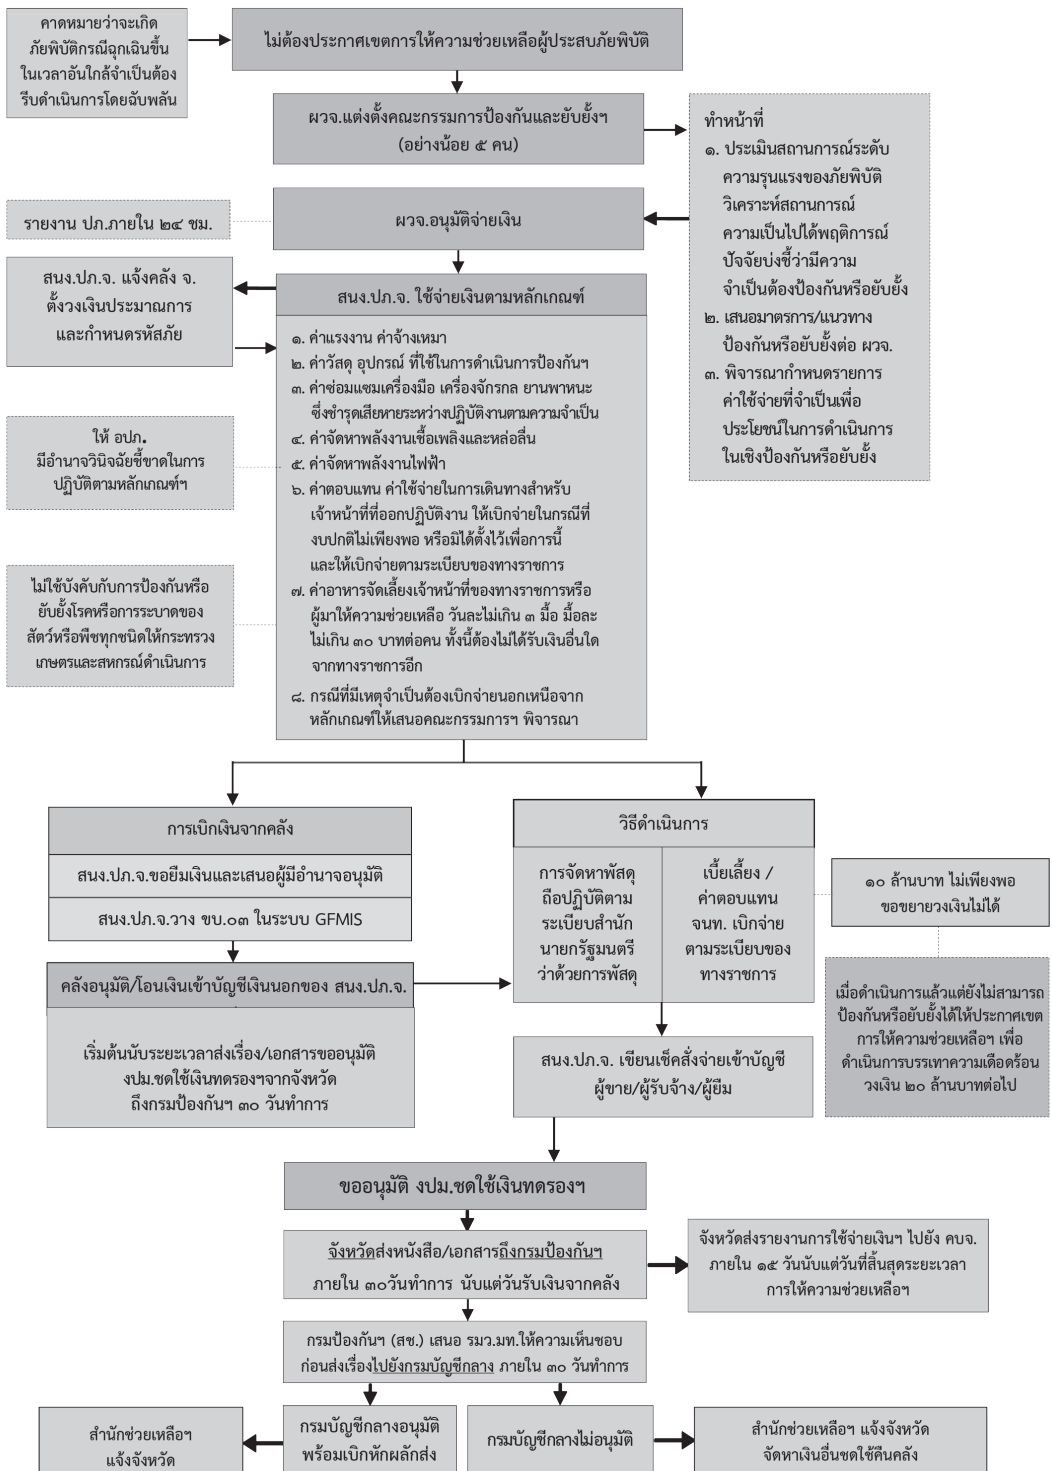 คาดหมายว่าจะเกิด
ภัยพิบัติกรณีฉุกเฉินขึ้น
ในเวลาอันใกล้จำเป็นต้อง
รีบดำเนินการโดยฉับพลัน
ไม่ต้องประกาศเขตการให้ความช่วยเหลือผู้ประสบภัยพิบัติ
ผวจ.แต่งตั้งคณะกรรมการป้องกันและยับยั้งฯ
(อย่างน้อย ๕ คน)
ทำหน้าที่
๑. ประเมินสถานการณ์ระดับ
ความรุนแรงของภัยพิบัติ
วิเคราะห์สถานการณ์
ความเป็นไปได้พฤติการณ์
ปัจจัยบ่งชี้ว่ามีความ
จำเป็นต้องป้องกันหรือยับยั้ง
๒. เสนอมาตรการ/แนวทาง
ป้องกันหรือยับยั้งต่อ ผวจ.
๓. พิจารณากำหนดรายการ
ค่าใช้จ่ายที่จำเป็นเพื่อ
ประโยชน์ในการดำเนินการ
ในเชิงป้องกันหรือยับยั้ง
รายงาน ปภ.ภายใน ๒๔ ชม.
ผวจ.อนุมัติจ่ายเงิน
สนง.ปภ.จ. แจ้งคลัง จ.
ตั้งวงเงินประมาณการ
และกำหนดรหัสภัย
สนง.ปภ.จ. ใช้จ่ายเงินตามหลักเกณฑ์
๑. ค่าแรงงาน ค่าจ้างเหมา
๒. ค่าวัสดุ อุปกรณ์ ที่ใช้ในการดำเนินการป้องกันฯ
๓. ค่าซ่อมแซมเครื่องมือ เครื่องจักรกล ยานพาหนะ
ซึ่งชำรุดเสียหายระหว่างปฏิบัติงานตามความจำเป็น
๔. ค่าจัดหาพลังงานเชื้อเพลิงและหล่อลื่น
๕. ค่าจัดหาพลังงานไฟฟ้า
๖. ค่าตอบแทน ค่าใช้จ่ายในการเดินทางสำหรับ
เจ้าหน้าที่ที่ออกปฏิบัติงาน ให้เบิกจ่ายในกรณีที่
งบปกติไม่เพียงพอ หรือมิได้ตั้งไว้เพื่อการนี้
และให้เบิกจ่ายตามระเบียบของทางราชการ
๗. ค่าอาหารจัดเลี้ยงเจ้าหน้าที่ของทางราชการหรือ
ผู้มาให้ความช่วยเหลือ วันละไม่เกิน ๓ มื้อ มื้อละ
ไม่เกิน ๓๐ บาทต่อคน ทั้งนี้ต้องไม่ได้รับเงินอื่นใด
จากทางราชการอีก
๘. กรณีที่มีเหตุจำเป็นต้องเบิกจ่ายนอกเหนือจาก
หลักเกณฑ์ให้เสนอคณะกรรมการฯ พิจารณา
ให้ อปภ.
มีอำนาจวินิจฉัยชี้ขาดในการ
ปฏิบัติตามหลักเกณฑ์ฯ
ไม่ใช้บังคับกับการป้องกันหรือ
ยับยั้งโรคหรือการระบาดของ
สัตว์หรือพืชทุกชนิดให้กระทรวง
เกษตรและสหกรณ์ดำเนินการ
การเบิกเงินจากคลัง
สนง.ปภ.จ.ขอยืมเงินและเสนอผู้มีอำนาจอนุมัติ
สนง.ปภ.จ.วาง ขบ.๐๓ ในระบบ GFMIS
คลังอนุมัติ/โอนเงินเข้าบัญชีเงินนอกของ สนง.ปภ.จ.
เริ่มต้นนับระยะเวลาส่งเรื่อง/เอกสารขออนุมัติ
งปม.ชดใช้เงินทดรองฯจากจังหวัด
ถึงกรมป้องกันฯ ๓๐ วันทำการ
วิธีดำเนินการ
การจัดหาพัสดุ
ถือปฏิบัติตาม
ระเบียบสำนัก
นายกรัฐมนตรี
ว่าด้วยการพัสดุ
เบี้ยเลี้ยง /
ค่าตอบแทน
จนท. เบิกจ่าย
ตามระเบียบของ
ทางราชการ
๑๐ ล้านบาท ไม่เพียงพอ
ขอขยายวงเงินไม่ได้
เมื่อดำเนินการแล้วแต่ยังไม่สามารถ
ป้องกันหรือยับยั้งได้ให้ประกาศเขต
การให้ความช่วยเหลือฯ เพื่อ
ดำเนินการบรรเทาความเดือดร้อน
วงเงิน ๒๐ ล้านบาทต่อไป
สนง.ปภ.จ. เขียนเช็คสั่งจ่ายเข้าบัญชี
ผู้ขาย/ผู้รับจ้าง/ผู้ยืม
ขออนุมัติ งปม.ชดใช้เงินทดรองฯ
จังหวัดส่งหนังสือ/เอกสารถึงกรมป้องกันฯ
ภายใน ๓๐วันทำการ นับแต่วันรับเงินจากคลัง
จังหวัดส่งรายงานการใช้จ่ายเงินฯ ไปยัง คบจ.
ภายใน ๑๕ วันนับแต่วันที่สิ้นสุดระยะเวลา
การให้ความช่วยเหลือฯ
กรมป้องกันฯ (สช.) เสนอ รมว.มท.ให้ความเห็นชอบ
ก่อนส่งเรื่องไปยังกรมบัญชีกลาง ภายใน ๓๐ วันทำการ
สำนักช่วยเหลือฯ
แจ้งจังหวัด
กรมบัญชีกลางอนุมัติ
พร้อมเบิกหักผลักส่ง
กรมบัญชีกลางไม่อนุมัติ
สำนักช่วยเหลือฯ แจ้งจังหวัด
จัดหาเงินอื่นชดใช้คืนคลัง